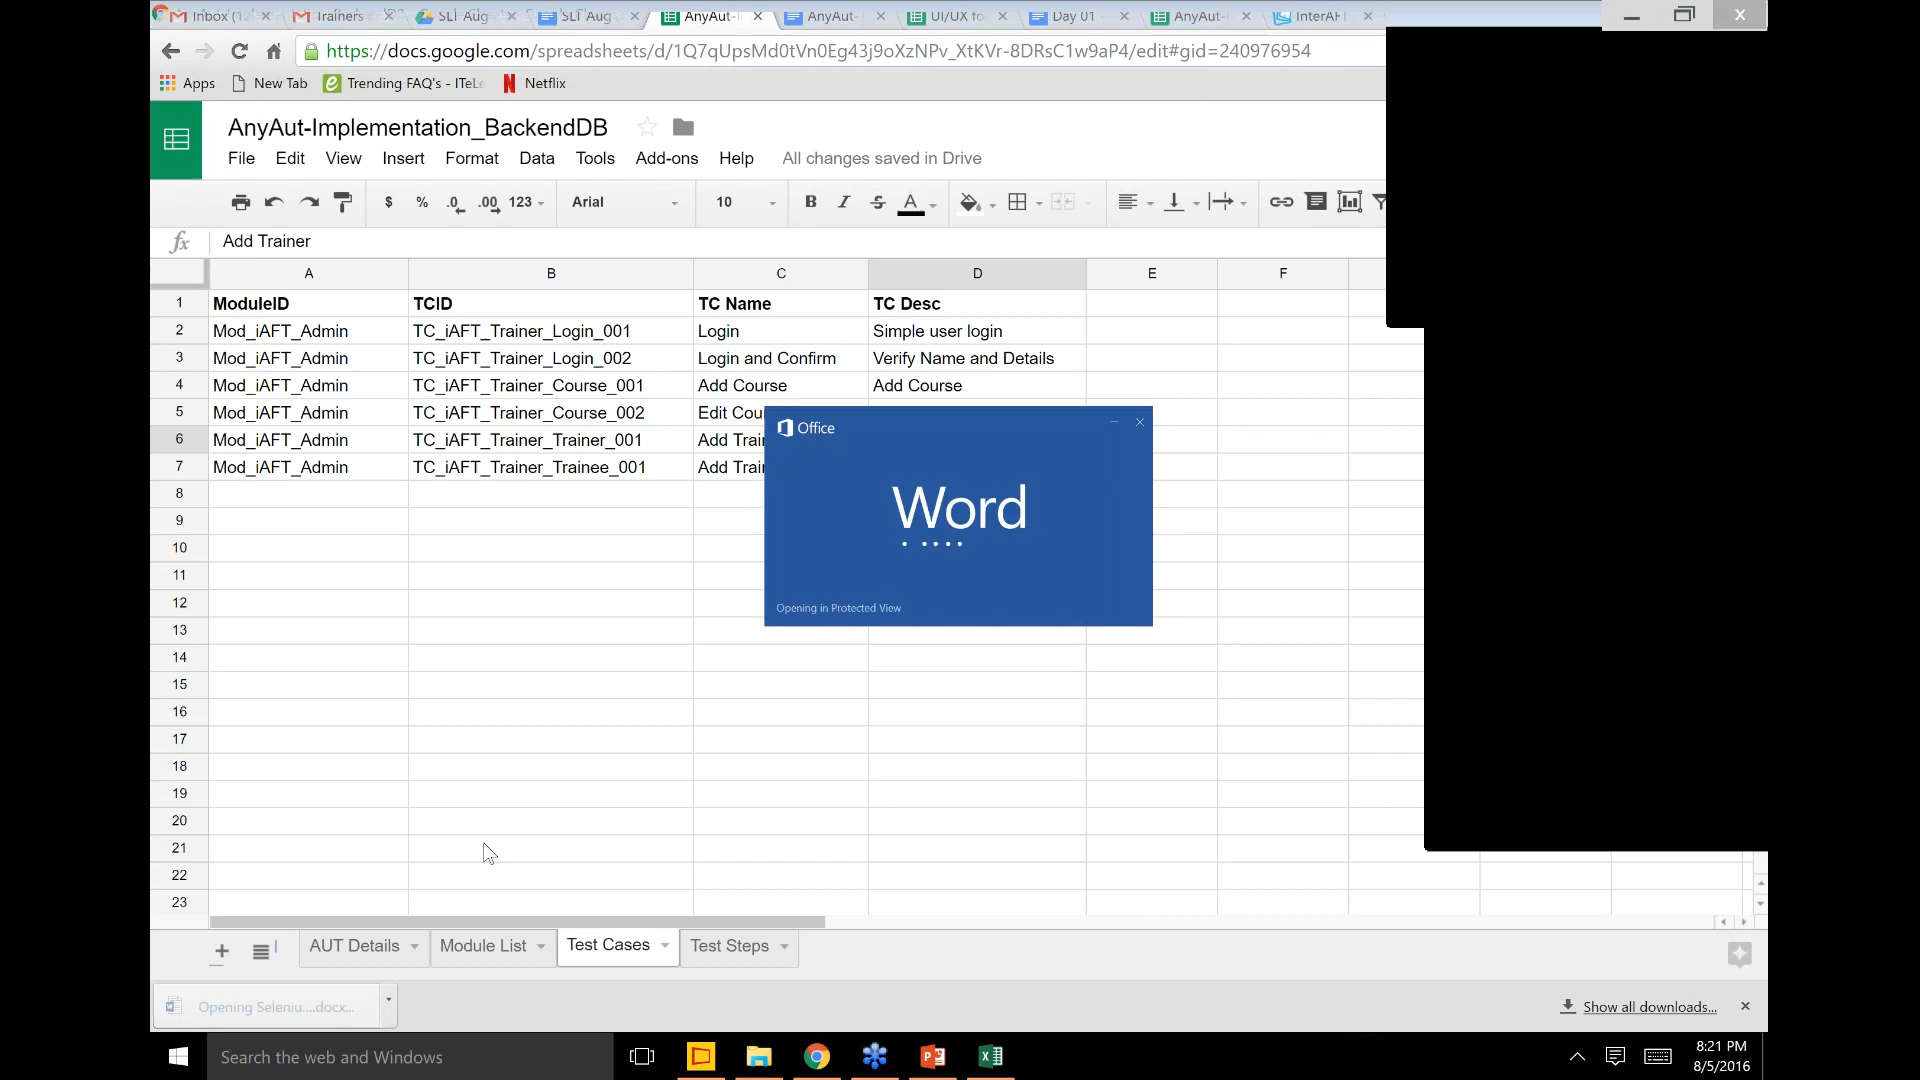 Inbox (12
Trainers
SLT Aug
SLT Aug
AnyAut-I
AnyAut-
UI/UX fo
Day 01 -
AnyAut-
InterAFT
https://docs.google.com/spreadsheets/d/1Q7qUpsMd0tVn0Eg43j9oXzNPv_XtKVr-8DRsC1w9aP4/edit#gid=240976954
Apps New Tab Trending FAQ's - ITeLe Netflix
AnyAut-Implementation_BackendDB
File Edit View Insert Format Data Tools Add-ons Help All changes saved in Drive
$ % .0 .00 123 Arial 10 B I S A
fx Add Trainer
A B C D E F
1 ModuleID TCID TC Name TC Desc
2 Mod_iAFT_Admin TC_iAFT_Trainer_Login_001 Login Simple user login
3 Mod_iAFT_Admin TC_iAFT_Trainer_Login_002 Login and Confirm Verify Name and Details
4 Mod_iAFT_Admin TC_iAFT_Trainer_Course_001 Add Course Add Course
5 Mod_iAFT_Admin TC_iAFT_Trainer_Course_002 Edit Cou
6 Mod_iAFT_Admin TC_iAFT_Trainer_Trainer_001 Add Trai
7 Mod_iAFT_Admin TC_iAFT_Trainer_Trainee_001 Add Trai
Office
Word
Opening in Protected View
8
9
10
11
12
13
14
15
16
17
18
19
20
21
22
23
AUT Details Module List Test Cases Test Steps
Opening Seleniu....docx...
Show all downloads...
Search the web and Windows
8:21 PM
8/5/2016